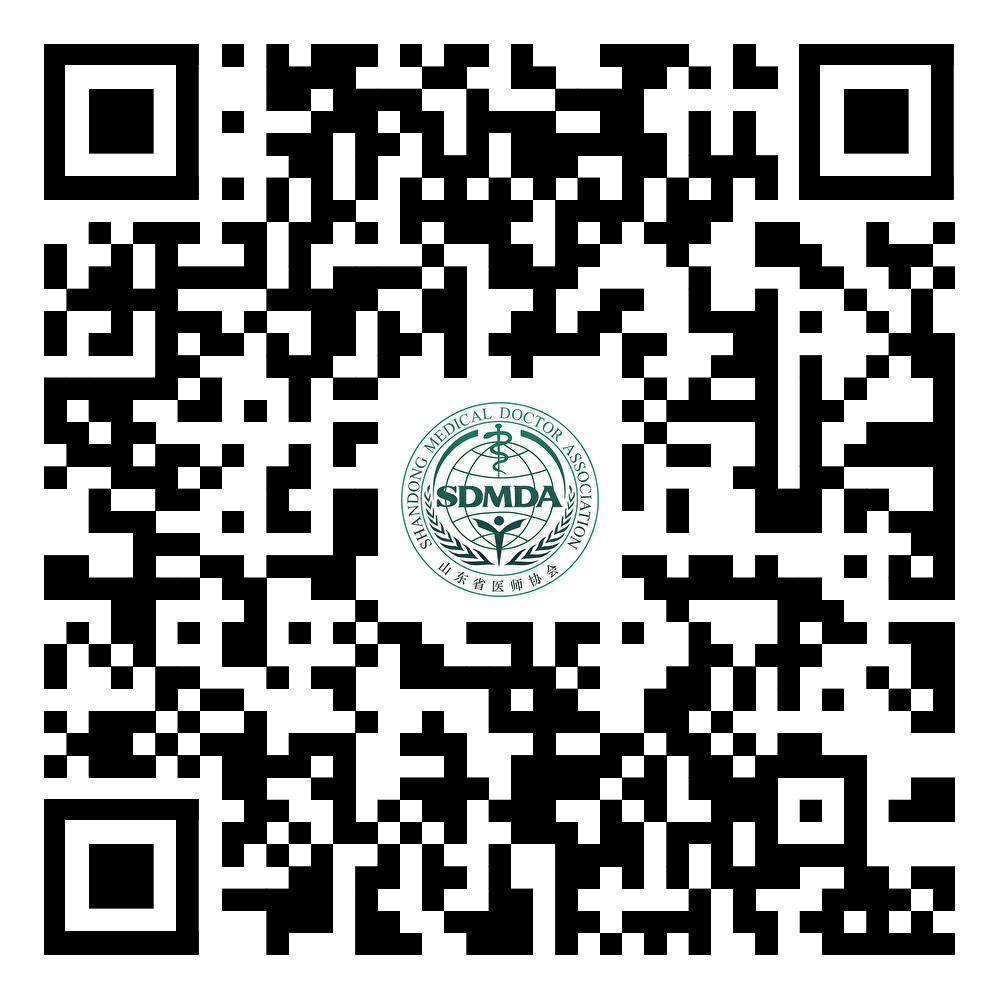 SHANDONG MEDICAL DOCTOR ASSOCIATION
SDMDA
山东省医师协会